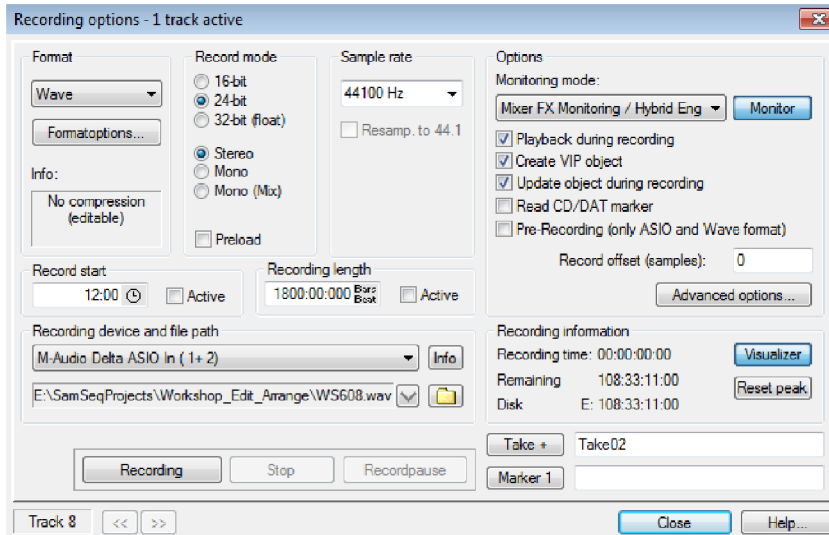 Recording options - 1 track active
Format
Wave
Formatoptions...
Info:
No compression
(editable)
Record mode
16-bit
24-bit
32-bit (float)
Stereo
Mono
Mono (Mix)
Preload
Sample rate
44100 Hz
Resamp. to 44.1
Options
Monitoring mode:
Mixer FX Monitoring / Hybrid Eng
Monitor
Playback during recording
Create VIP object
Update object during recording
Read CD/DAT marker
Pre-Recording (only ASIO and Wave format)
Record offset (samples): 0
Advanced options...
Record start
12:00 Active
Recording length
1800:00:000 Bars Beat Active
Recording device and file path
M-Audio Delta ASIO In ( 1+ 2) Info
E:\SamSeqProjects\Workshop_Edit_Arrange\WS608.wav
Recording information
Recording time: 00:00:00:00 Visualizer
Remaining 108:33:11:00 Reset peak
Disk E: 108:33:11:00
Take + Take02
Marker 1
Recording Stop Recordpause
Track 8 << >> Close Help...